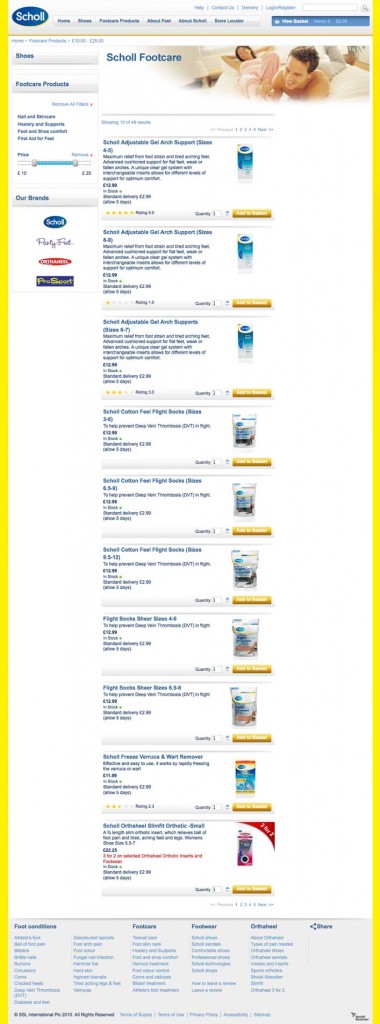 Scholl
Help | Contact Us | Delivery | Login/Register
Home Shoes Footcare Products About Feet About Scholl Store Locator
View Basket Items: 0 £0.00
Home > Footcare Products > £10.00 - £25.00
Shoes
Footcare Products
Remove All Filters x
Nail and Skincare
Hosiery and Supports
Foot and Shoe comfort
First Aid for Feet
Price Remove x
£ 10 £ 25
Our Brands
Scholl
Party Feet
ORTHAHEEL
ProSport
Scholl Footcare
Showing 10 of 49 results
<< Previous 1 2 3 4 5 Next >>
Scholl Adjustable Gel Arch Support (Sizes
4-5)
Maximum relief from foot strain and tired arching feet.
Advanced cushioned support for flat feet, weak or
fallen arches. A unique clear gel system with
interchangeable inserts allows for different levels of
support for optimum comfort.
£12.99
In Stock
Standard delivery £2.99
(allow 5 days)
Rating 5.0
Quantity 1 Add to Basket
Scholl Adjustable Gel Arch Support (Sizes
8-9)
Maximum relief from foot strain and tired arching feet.
Advanced cushioned support for flat feet, weak or
fallen arches. A unique clear gel system with
interchangeable inserts allows for different levels of
support for optimum comfort.
£12.99
In Stock
Standard delivery £2.99
(allow 5 days)
Rating 1.0
Quantity 1 Add to Basket
Scholl Adjustable Gel Arch Supports
(Sizes 6-7)
Maximum relief from foot strain and tired arching feet.
Advanced cushioned support for flat feet, weak or
fallen arches. A unique clear gel system with
interchangeable inserts allows for different levels of
support for optimum comfort.
£12.99
In Stock
Standard delivery £2.99
(allow 5 days)
Rating 3.0
Quantity 1 Add to Basket
Scholl Cotton Feel Flight Socks (Sizes
3-6)
To help prevent Deep Vein Thrombosis (DVT) in flight.
£12.99
In Stock
Standard delivery £2.99
(allow 5 days)
Quantity 1 Add to Basket
Scholl Cotton Feel Flight Socks (Sizes
6.5-9)
To help prevent Deep Vein Thrombosis (DVT) in flight.
£12.99
In Stock
Standard delivery £2.99
(allow 5 days)
Quantity 1 Add to Basket
Scholl Cotton Feel Flight Socks (Sizes
9.5-12)
To help prevent Deep Vein Thrombosis (DVT) in flight.
£12.99
In Stock
Standard delivery £2.99
(allow 5 days)
Quantity 1 Add to Basket
Flight Socks Sheer Sizes 4-6
To help prevent Deep Vein Thrombosis (DVT) in flight.
£12.99
In Stock
Standard delivery £2.99
(allow 5 days)
Quantity 1 Add to Basket
Flight Socks Sheer Sizes 6.5-8
To help prevent Deep Vein Thrombosis (DVT) in flight.
£12.99
In Stock
Standard delivery £2.99
(allow 5 days)
Quantity 1 Add to Basket
Scholl Freeze Verruca & Wart Remover
Effective and easy to use, it works by rapidly freezing
the verruca or wart
£11.99
In Stock
Standard delivery £2.99
(allow 5 days)
Quantity 1 Add to Basket
Scholl Orthaheel Slimfit Orthotic -Small
A ¾ length slim orthotic insert, which relieves ball of
foot pain and tired, aching feet and legs. Womens
Shoe Size 5.5-7
£22.25
3 for 2 on selected Orthaheel Orthotic Inserts and
Footwear
In Stock
Standard delivery £2.99
(allow 5 days)
3 for 2
Quantity 1 Add to Basket
<< Previous 1 2 3 4 5 Next >>
Foot conditions
Athlete's foot
Ball of foot pain
Blisters
Brittle nails
Bunions
Circulatory
Corns
Cracked heels
Deep Vein Thrombosis
(DVT)
Diabetes and feet
Discoloured toenails
Foot arch pain
Foot odour
Fungal nail infection
Hammer toe
Hard skin
Ingrown toenails
Tired aching legs & feet
Verrucas
Footcare
Toenail care
Foot skin care
Hosiery and Supports
Foot and shoe comfort
Verruca treatment
Foot odour control
Corns and calluses
Blister treatment
Athlete's foot treatment
Footwear
Scholl shoes
Scholl sandals
Comfortable shoes
Professional shoes
Scholl technologies
Scholl shops
How to leave a review
Leave a review
Orthaheel
About Orthaheel
Types of pain treated
Orthaheel shoes
Orthaheel sandals
Insoles and inserts
Sports orthotics
Shock Absorber
Slimfit
Orthaheel 3 for 2
Share
© SSL International Plc 2010. All Rights Reserved
Terms of Supply | Terms of Use | Privacy Policy | Accessibility | Sitemap